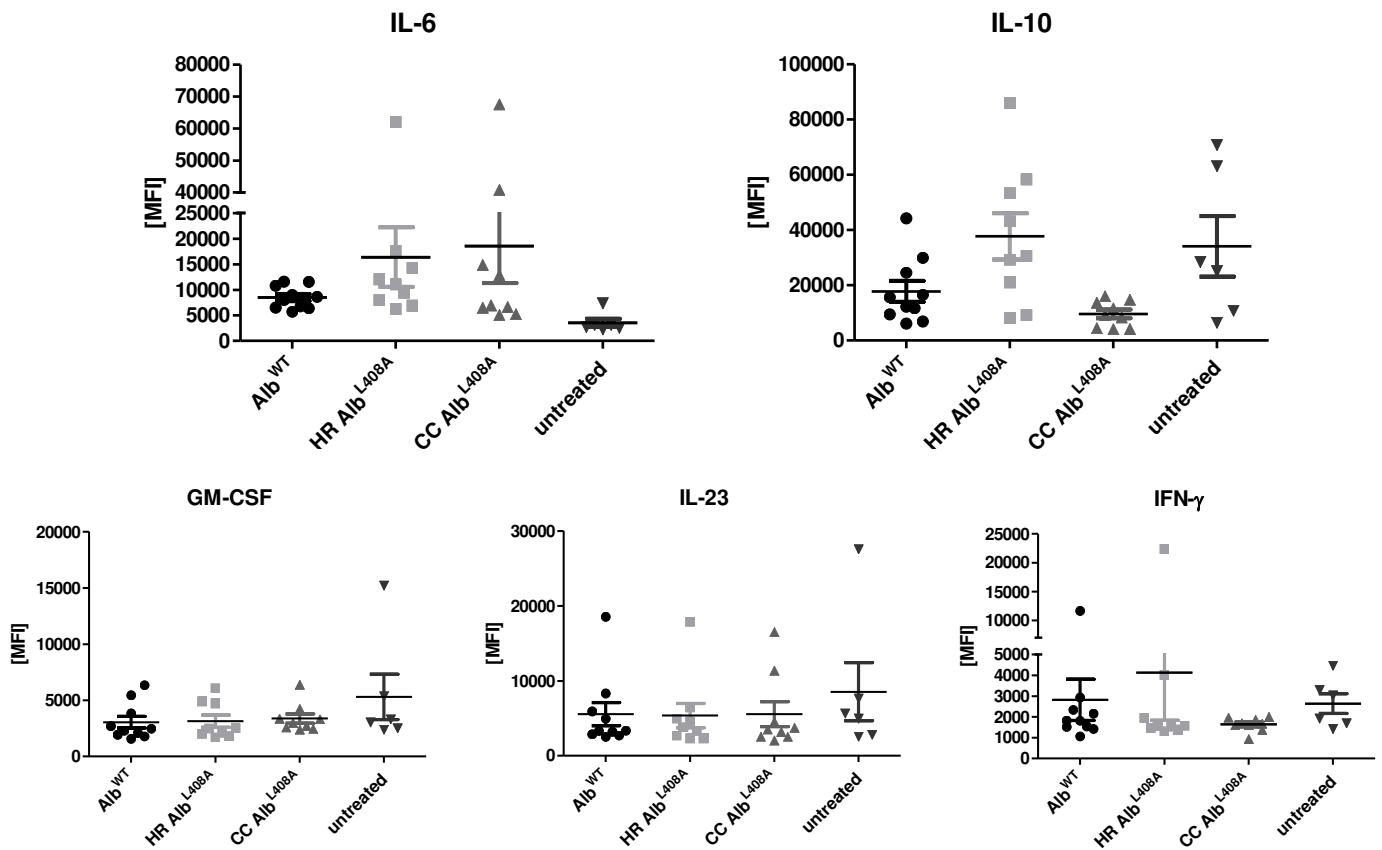 IL-6
[MFI]
80000
70000
60000
50000
40000
25000
20000
15000
10000
5000
0
Alb WT
HR Alb L408A
CC Alb L408A
untreated
IL-10
[MFI]
100000
80000
60000
40000
20000
0
Alb WT
HR Alb L408A
CC Alb L408A
untreated
GM-CSF
[MFI]
20000
15000
10000
5000
0
Alb WT
HR Alb L408A
CC Alb L408A
untreated
IL-23
[MFI]
30000
20000
10000
0
Alb WT
HR Alb L408A
CC Alb L408A
untreated
IFN-γ
[MFI]
25000
20000
15000
10000
5000
4000
3000
2000
1000
0
Alb WT
HR Alb L408A
CC Alb L408A
untreated